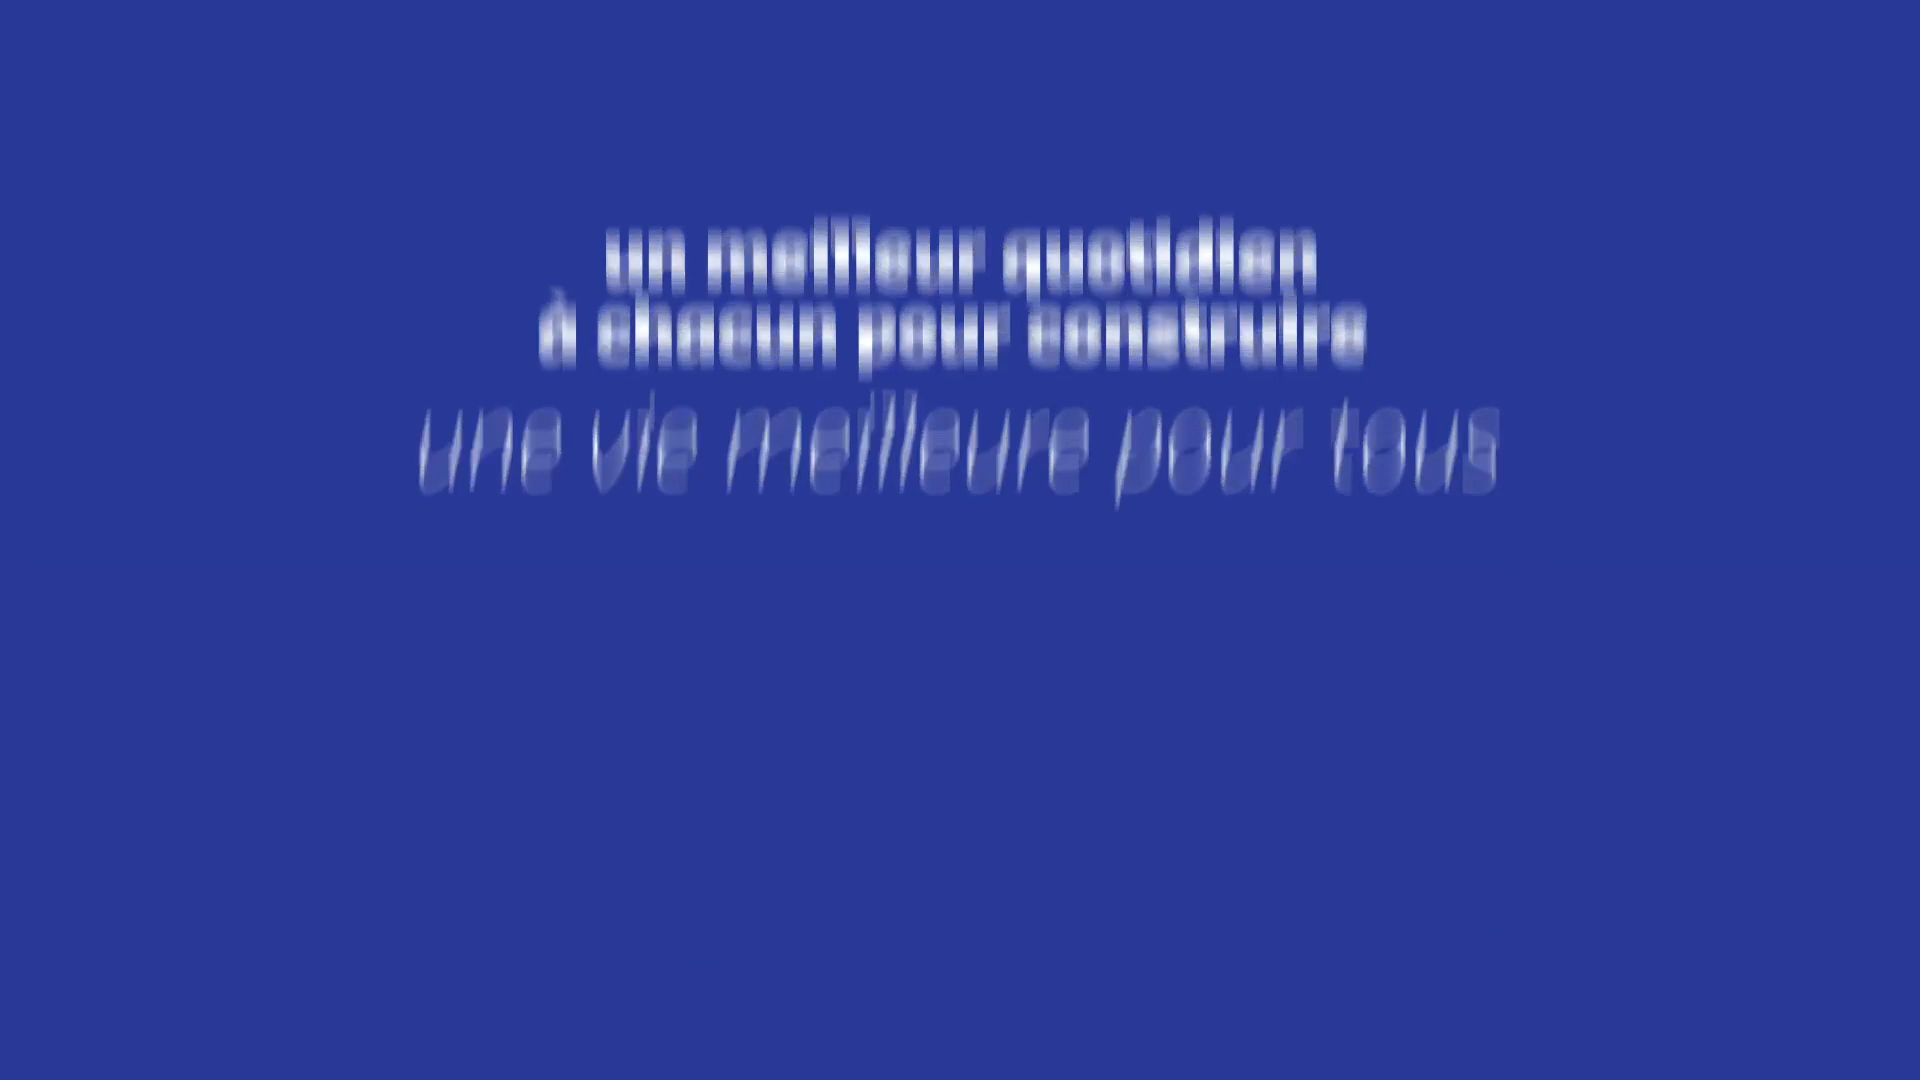 un meilleur quotidien
à chacun pour construire
une vie meilleure pour tous